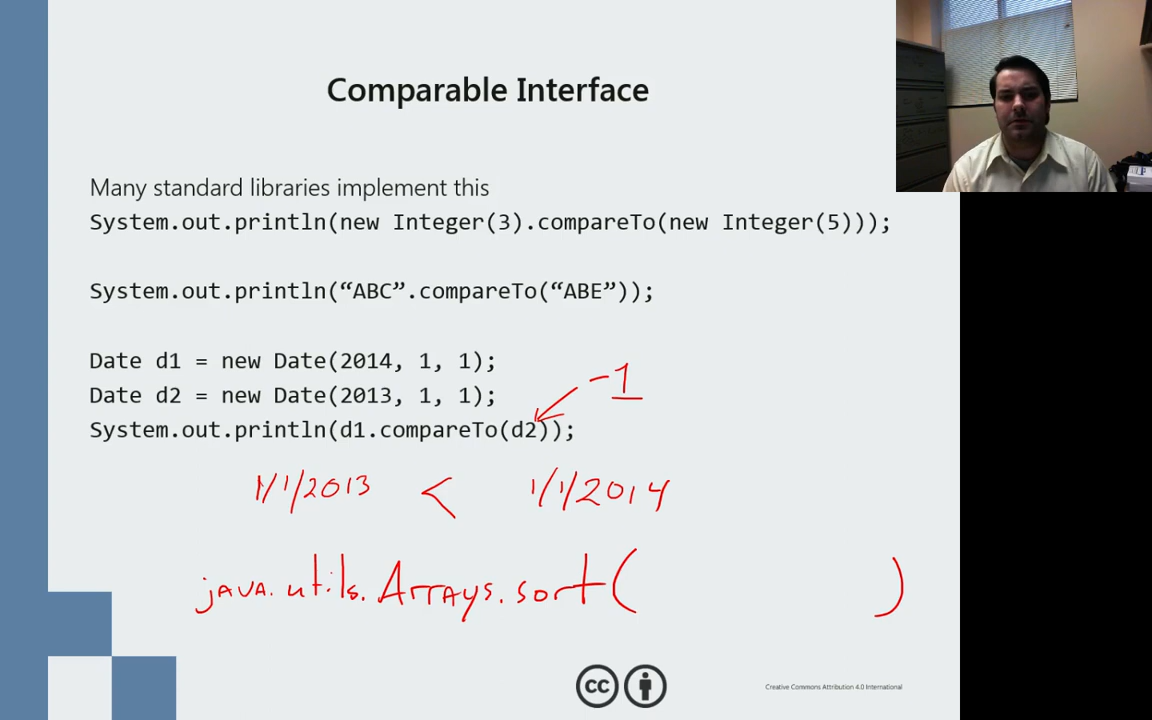 Comparable Interface
Many standard libraries implement this
System.out.println(new Integer(3).compareTo(new Integer(5)));
System.out.println(“ABC”.compareTo(“ABE”));
Date d1 = new Date(2014, 1, 1);
-1
Date d2 = new Date(2013, 1, 1);
System.out.println(d1.compareTo(d2));
1/1/2013 < 1/1/2014
java.utils.Arrays.sort( )
cc
Creative Commons Attribution 4.0 International